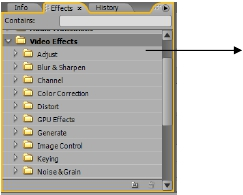 Info Effects × History
Contains:
Video Effects
Adjust
Blur & Sharpen
Channel
Color Correction
Distort
GPU Effects
Generate
Image Control
Keying
Noise & Grain